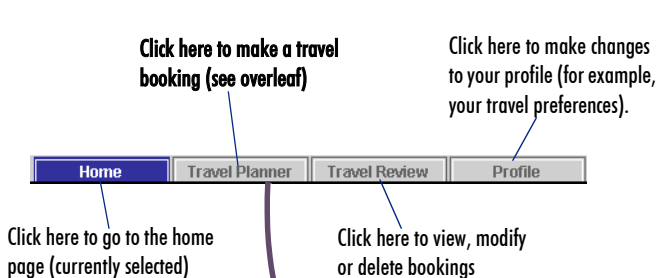 Click here to make a travel
booking (see overleaf)
Click here to make changes
to your profile (for example,
your travel preferences).
Home
Travel Planner
Travel Review
Profile
Click here to go to the home
page (currently selected)
Click here to view, modify
or delete bookings